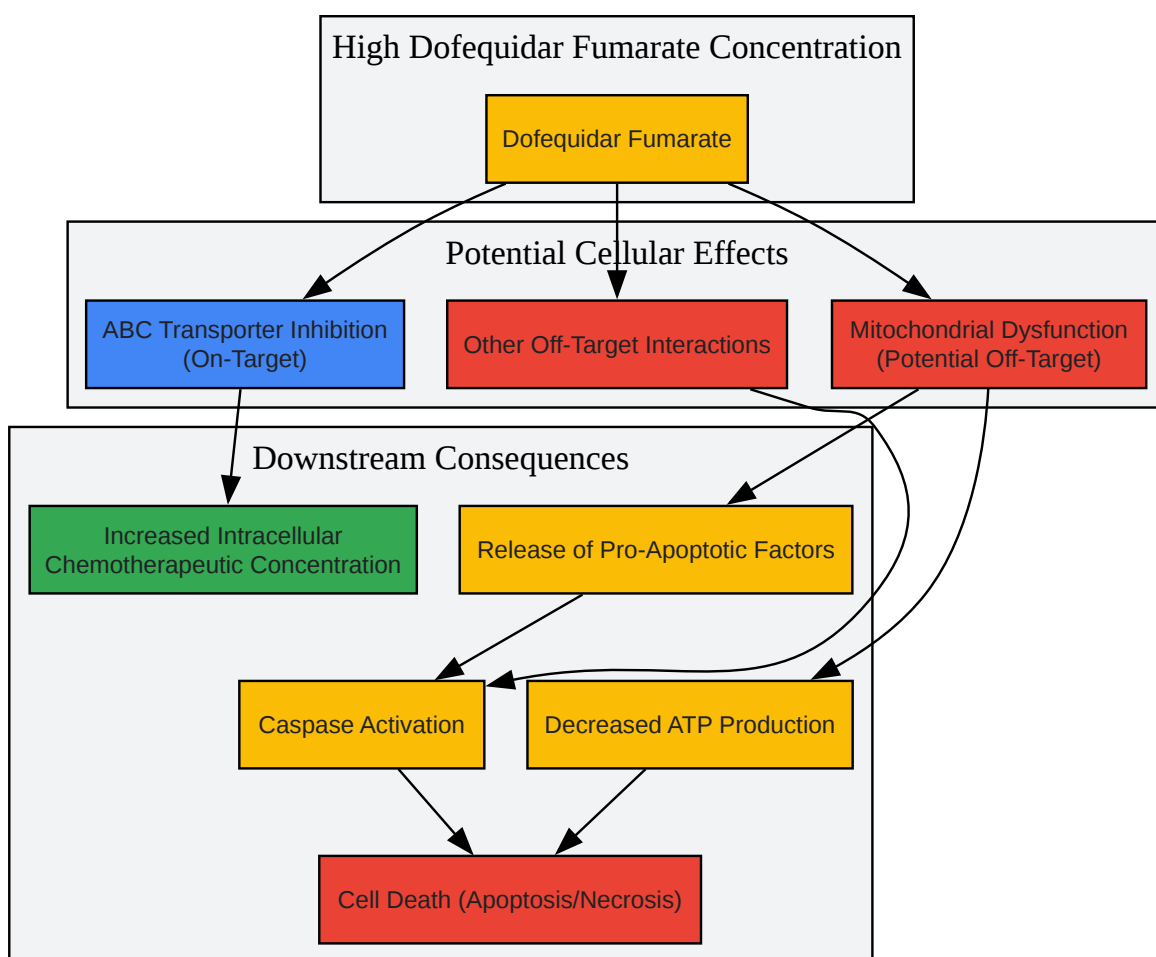 High Dofequidar Fumarate Concentration
Dofequidar Fumarate
Potential Cellular Effects
ABC Transporter Inhibition
(On-Target)
Other Off-Target Interactions
Mitochondrial Dysfunction
(Potential Off-Target)
Downstream Consequences
Increased Intracellular
Chemotherapeutic Concentration
Release of Pro-Apoptotic Factors
Caspase Activation
Decreased ATP Production
Cell Death (Apoptosis/Necrosis)